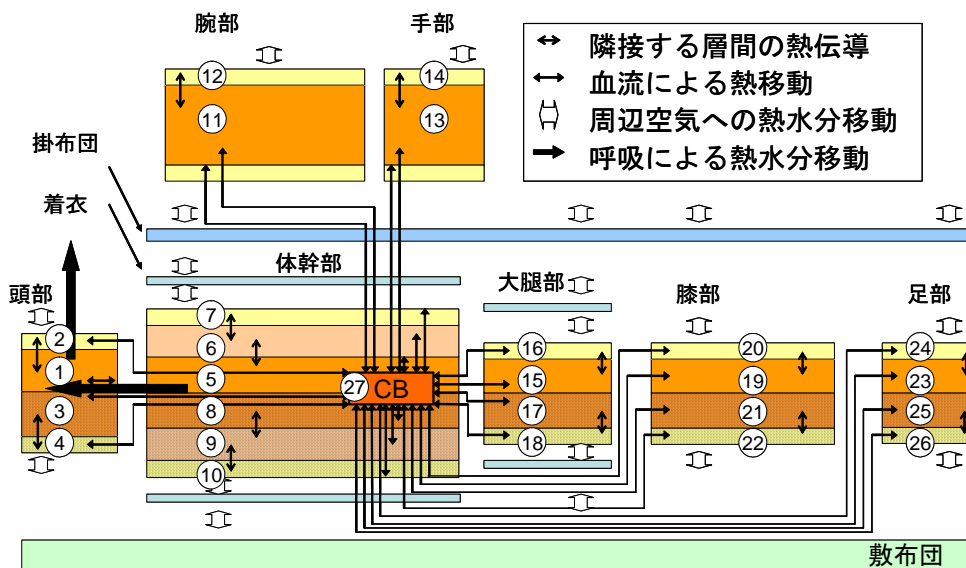 腕部
手部
⑫
⑪
⑭
⑬
隣接する層間の熱伝導
血流による熱移動
周辺空気への熱水分移動
呼吸による熱水分移動
掛布団
着衣
体幹部
頭部
大腿部
膝部
足部
②
①
③
④
⑦
⑥
⑤
⑧
⑨
⑩
㉗ CB
⑯
⑮
⑰
⑱
⑳
⑲
㉑
㉒
㉔
㉓
㉕
㉖
敷布団